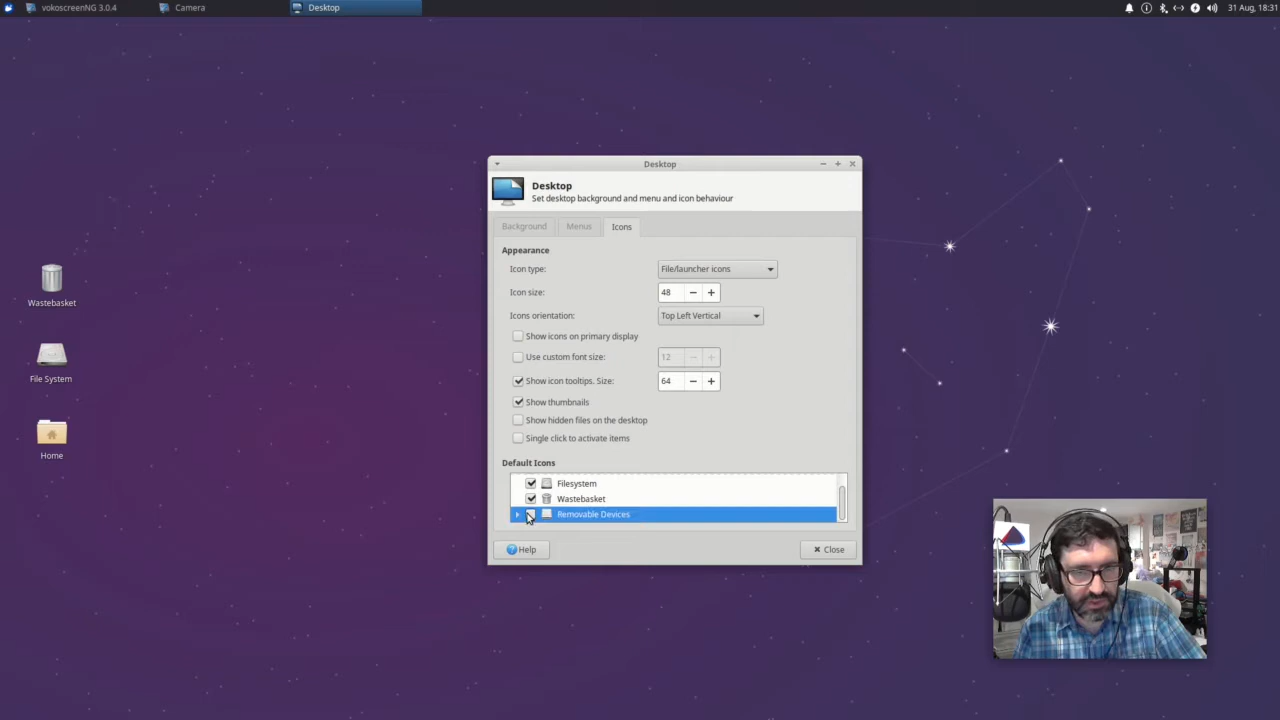 vokoscreenNG 3.0.4
Camera
Desktop
31 Aug, 18:31
Desktop
Desktop
Set desktop background and menu and icon behaviour
Background
Menus
Icons
Appearance
Icon type:
File/launcher icons
Icon size:
48
Icons orientation:
Top Left Vertical
Show icons on primary display
Use custom font size:
12
Show icon tooltips. Size:
64
Show thumbnails
Show hidden files on the desktop
Single click to activate items
Default Icons
Filesystem
Wastebasket
Removable Devices
Help
Close
Wastebasket
File System
Home